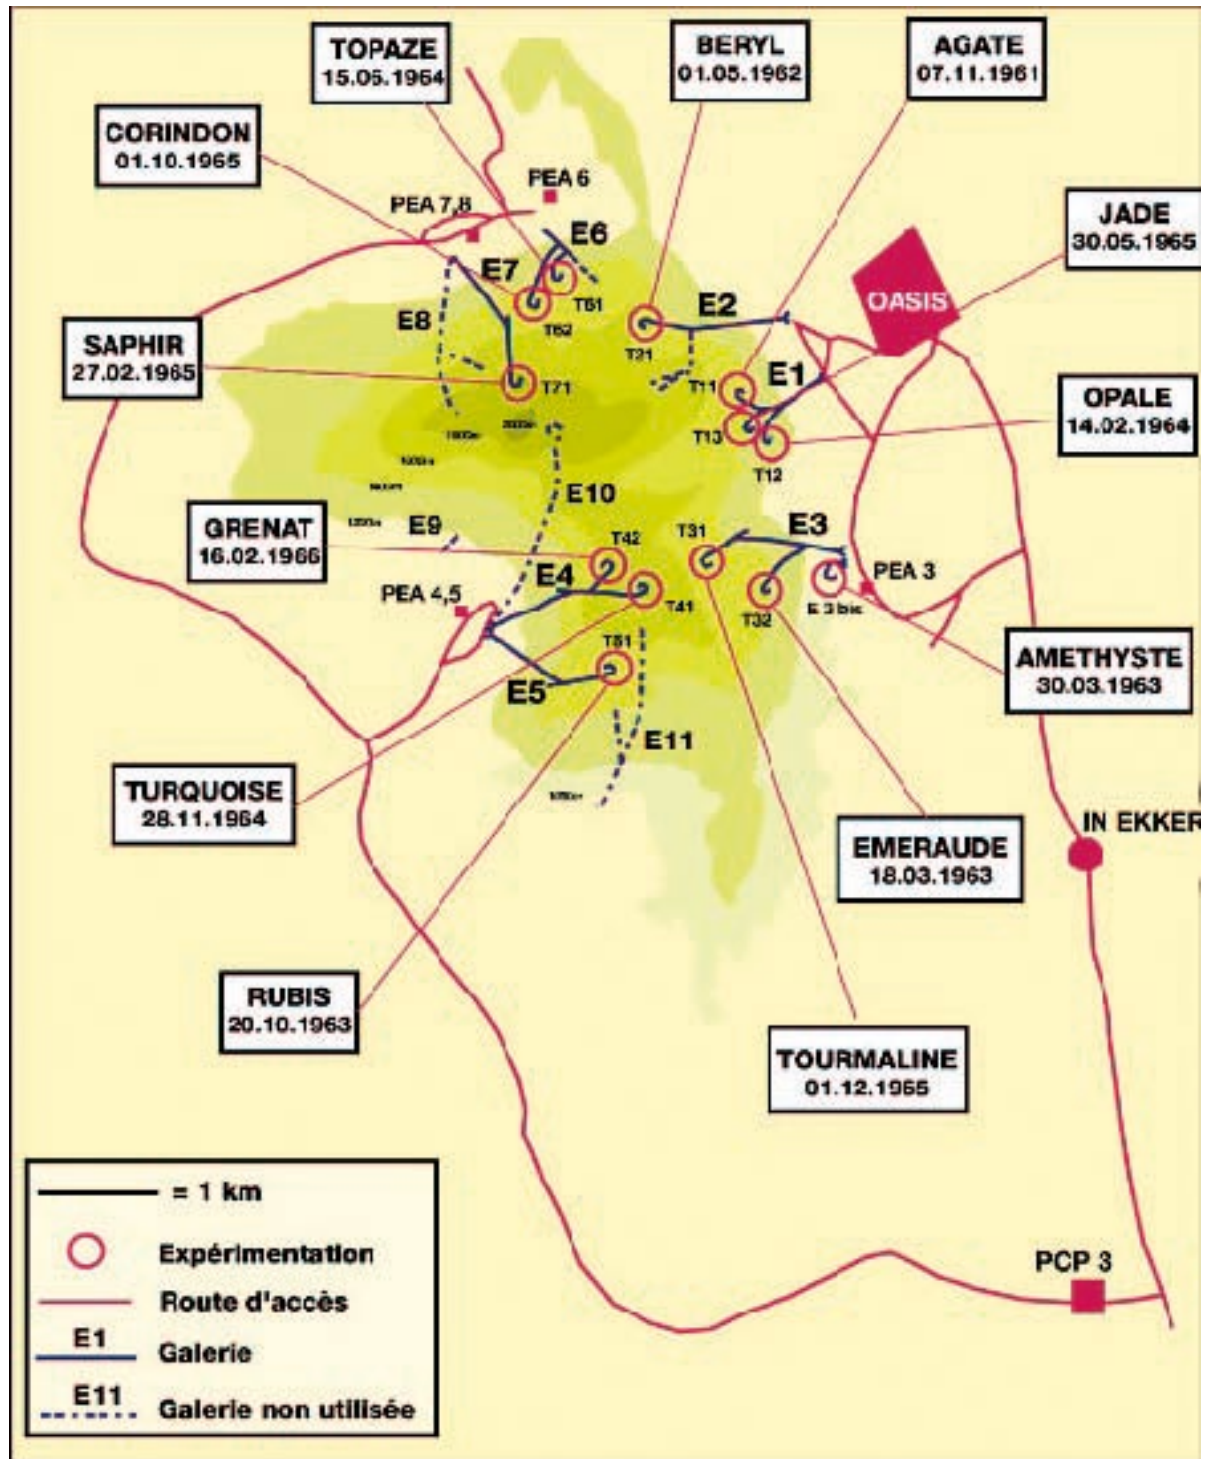 TOPAZE
15.06.1964
BERYL
01.05.1962
AGATE
07.11.1961
CORINDON
01.10.1965
PEA 6
PEA 7,8
JADE
30.05.1965
E6
E7
T61
T62
E2
OASIS
E8
T21
SAPHIR
27.02.1965
T71
T11
E1
OPALE
14.02.1964
T13
T12
E10
GRENAT
16.02.1966
E9
T42
T31
E3
E4
PEA 4,5
T41
T32
E 3 bis
PEA 3
T51
AMETHYSTE
30.03.1963
E5
E11
TURQUOISE
28.11.1964
IN EKKER
EMERAUDE
18.03.1963
RUBIS
20.10.1963
TOURMALINE
01.12.1965
PCP 3
= 1 km
Expérimentation
Route d'accès
E1
Galerie
E11
Galerie non utilisée